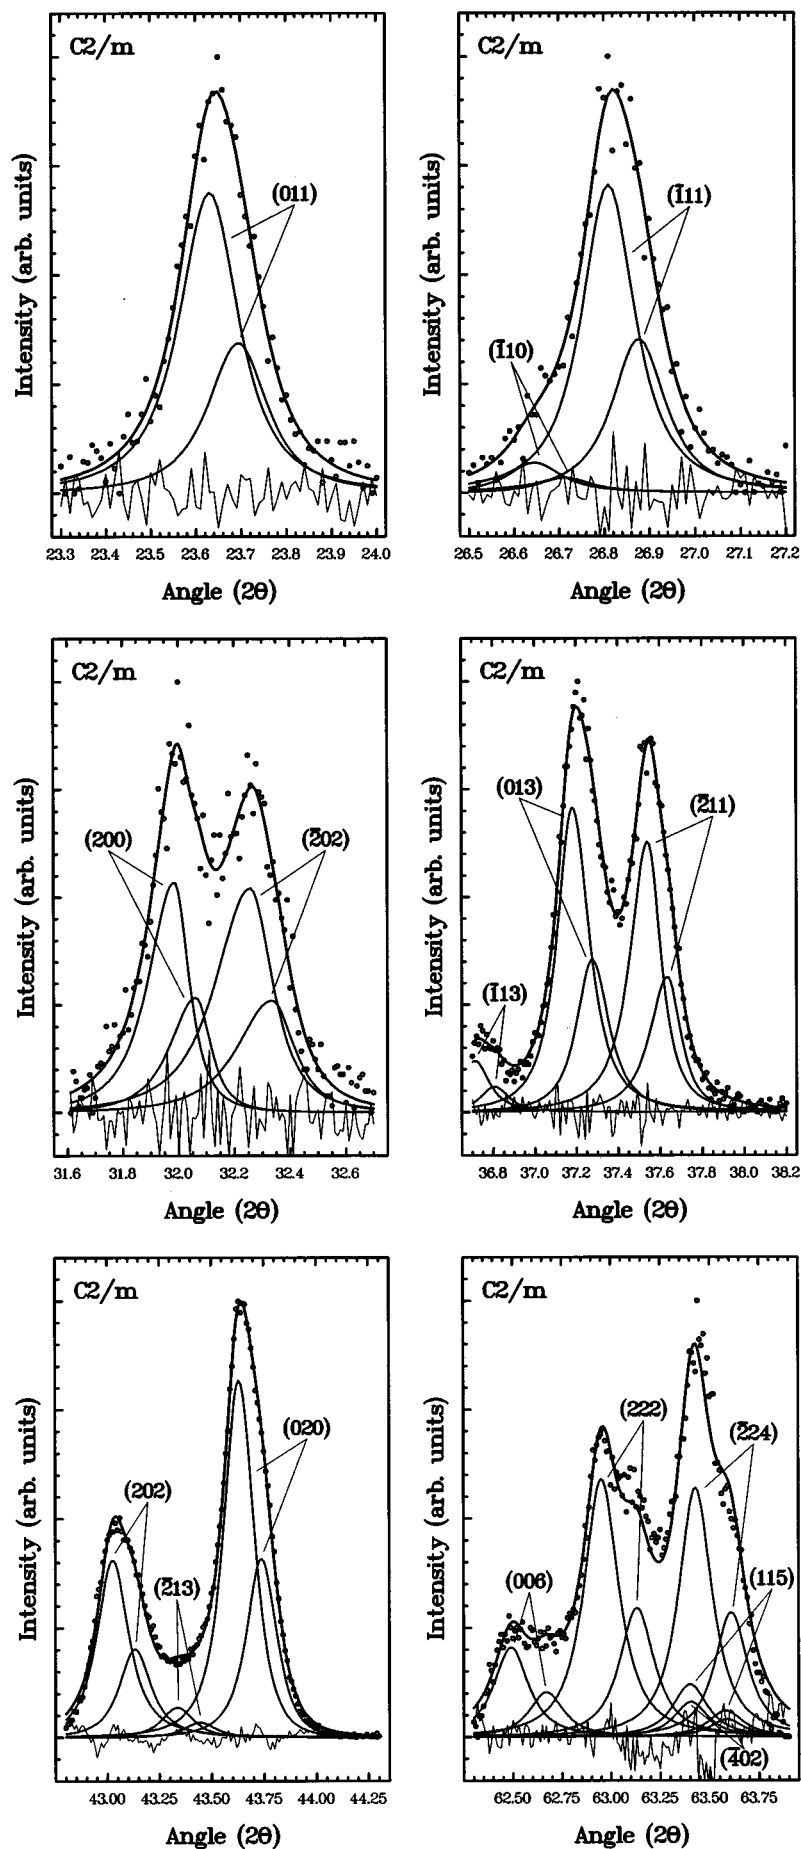 C2/m
(011)
Intensity (arb. units)
23.3 23.4 23.5 23.6 23.7 23.8 23.9 24.0
Angle (2θ)
C2/m
(1̅11)
(1̅10)
Intensity (arb. units)
26.5 26.6 26.7 26.8 26.9 27.0 27.1 27.2
Angle (2θ)
C2/m
(200)
(2̅02)
Intensity (arb. units)
31.6 31.8 32.0 32.2 32.4 32.6
Angle (2θ)
C2/m
(013)
(2̅11)
(1̅13)
Intensity (arb. units)
36.8 37.0 37.2 37.4 37.6 37.8 38.0 38.2
Angle (2θ)
C2/m
(020)
(202)
(2̅13)
Intensity (arb. units)
43.00 43.25 43.50 43.75 44.00 44.25
Angle (2θ)
C2/m
(222)
(2̅24)
(006)
(115)
(4̅02)
Intensity (arb. units)
62.50 62.75 63.00 63.25 63.50 63.75
Angle (2θ)